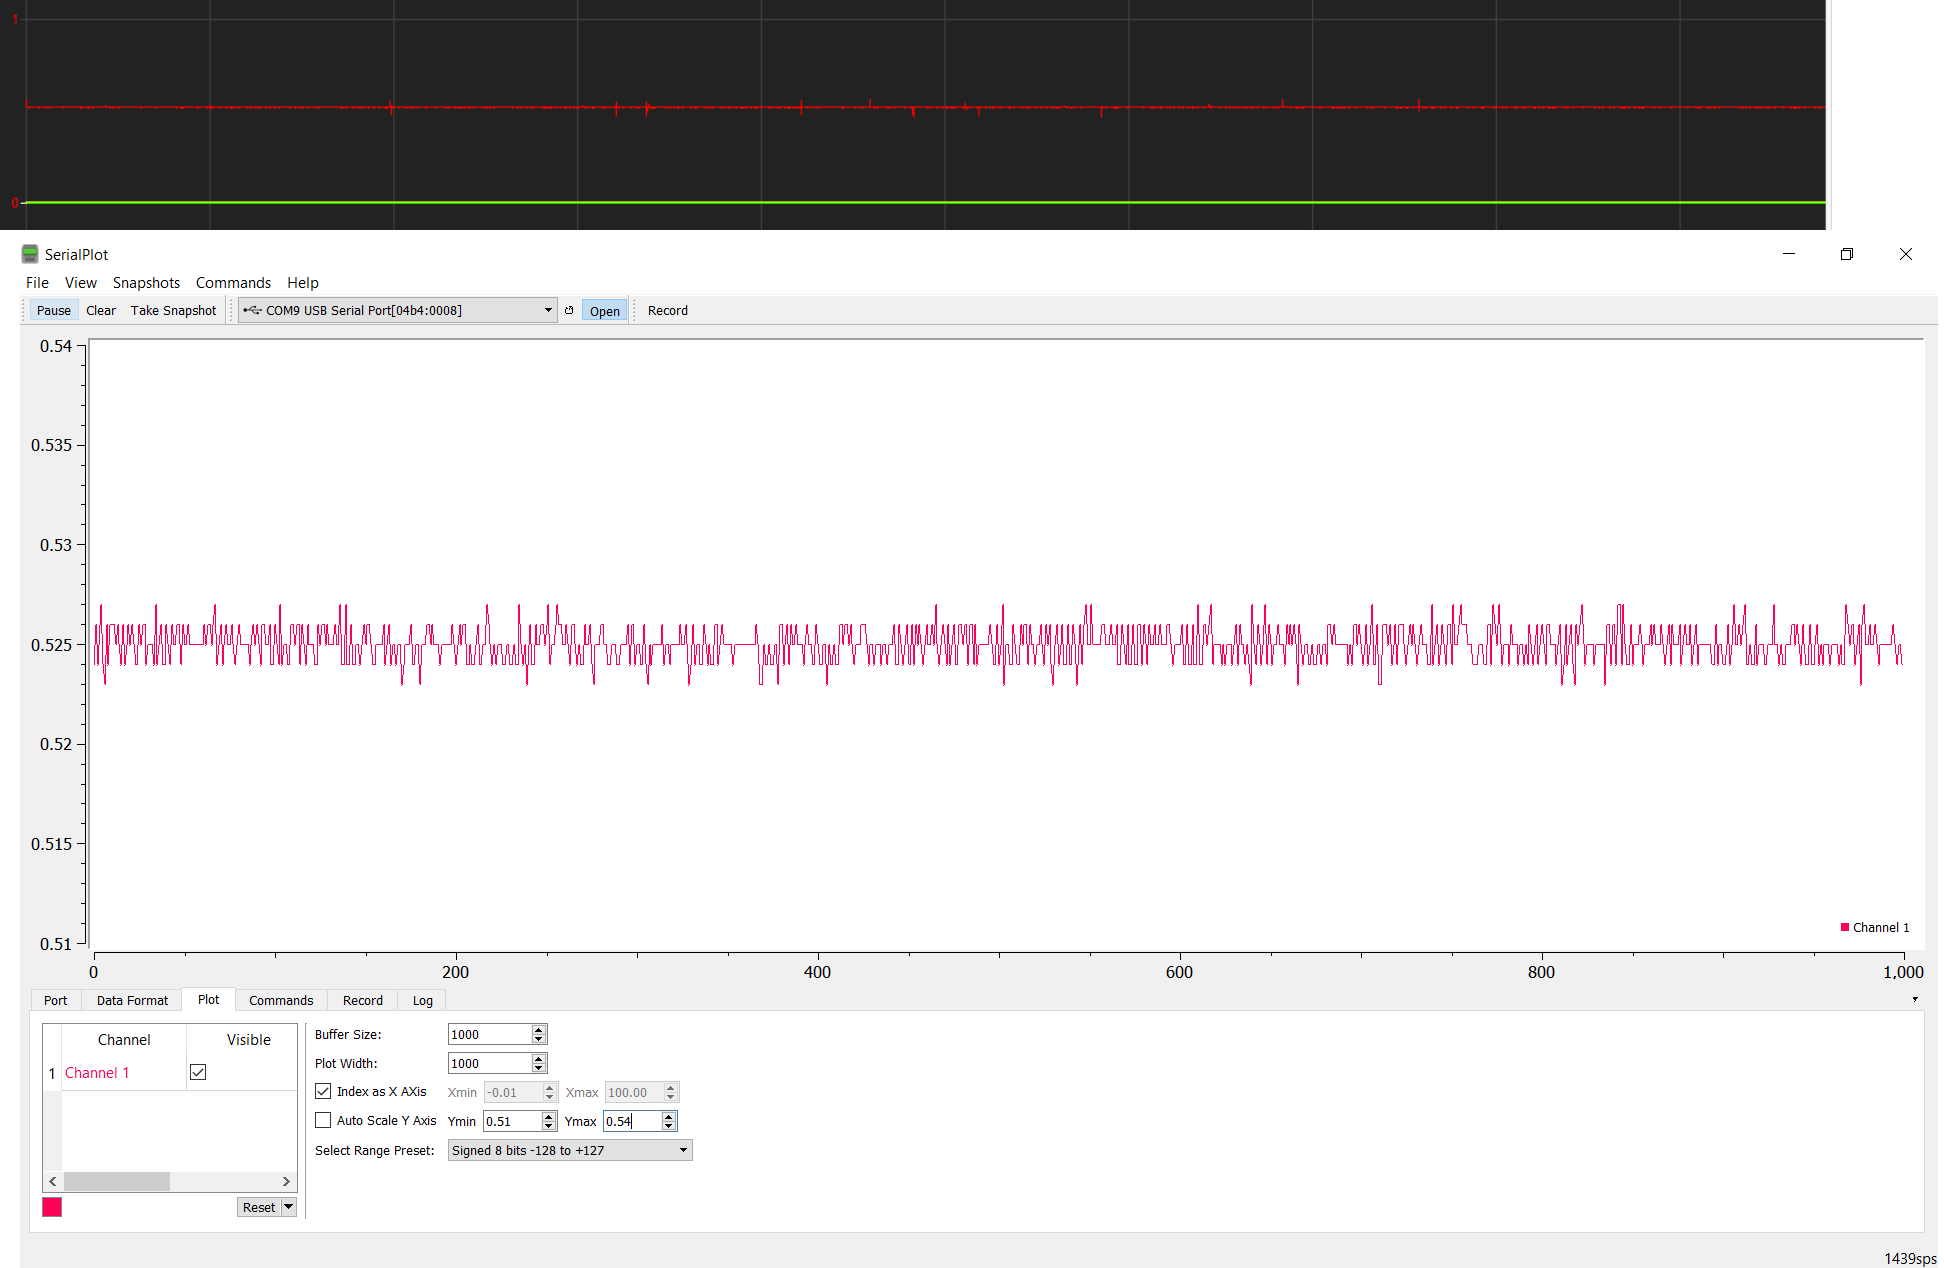 1
0
SerialPlot
File View Snapshots Commands Help
Pause Clear Take Snapshot COM9 USB Serial Port[04b4:0008] Open Record
0.54
0.535
0.53
0.525
0.52
0.515
0.51
Channel 1
0 200 400 600 800 1,000
Port Data Format Plot Commands Record Log
Channel Visible
1 Channel 1
Reset
Buffer Size: 1000
Plot Width: 1000
Index as X AXis Xmin -0.01 Xmax 100.00
Auto Scale Y Axis Ymin 0.51 Ymax 0.54
Select Range Preset: Signed 8 bits -128 to +127
1439sps